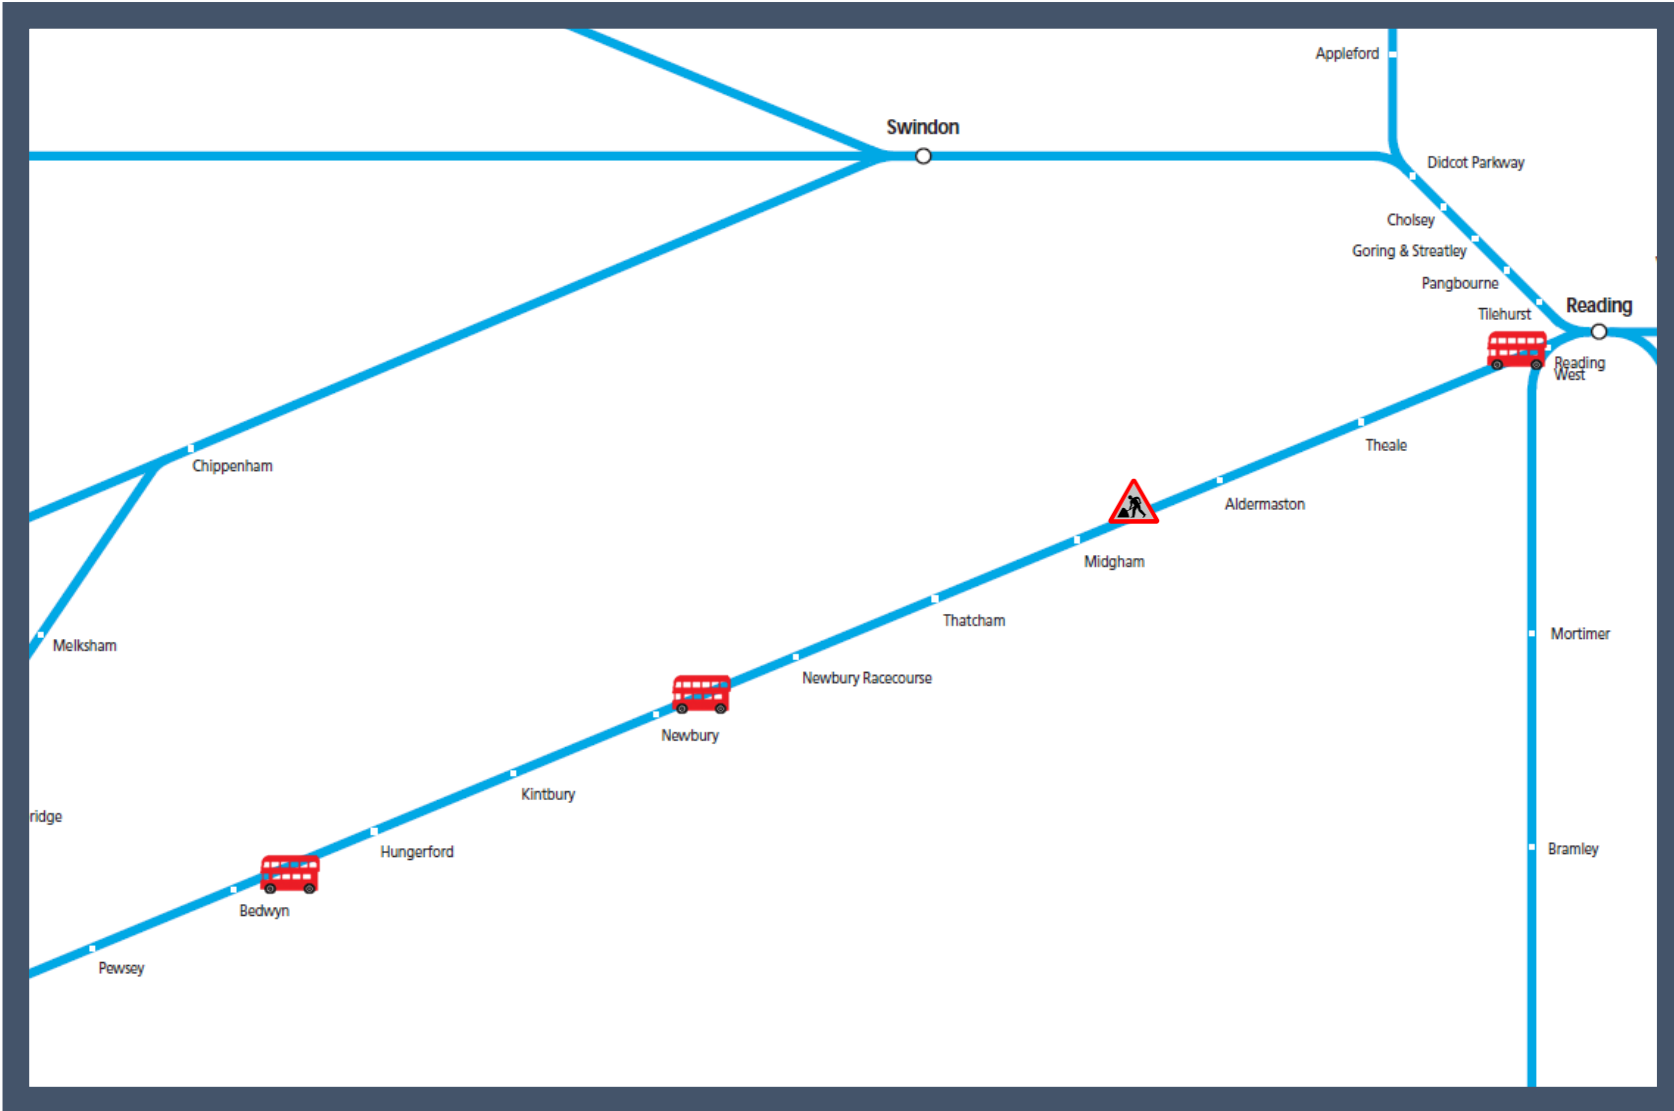 Appleford
Swindon
Didcot Parkway
Cholsey
Goring & Streatley
Pangbourne
Reading
Tilehurst
Reading
West
Theale
Chippenham
Aldermaston
Midgham
Thatcham
Mortimer
Melksham
Newbury Racecourse
Newbury
Kintbury
ridge
Bramley
Hungerford
Bedwyn
Pewsey